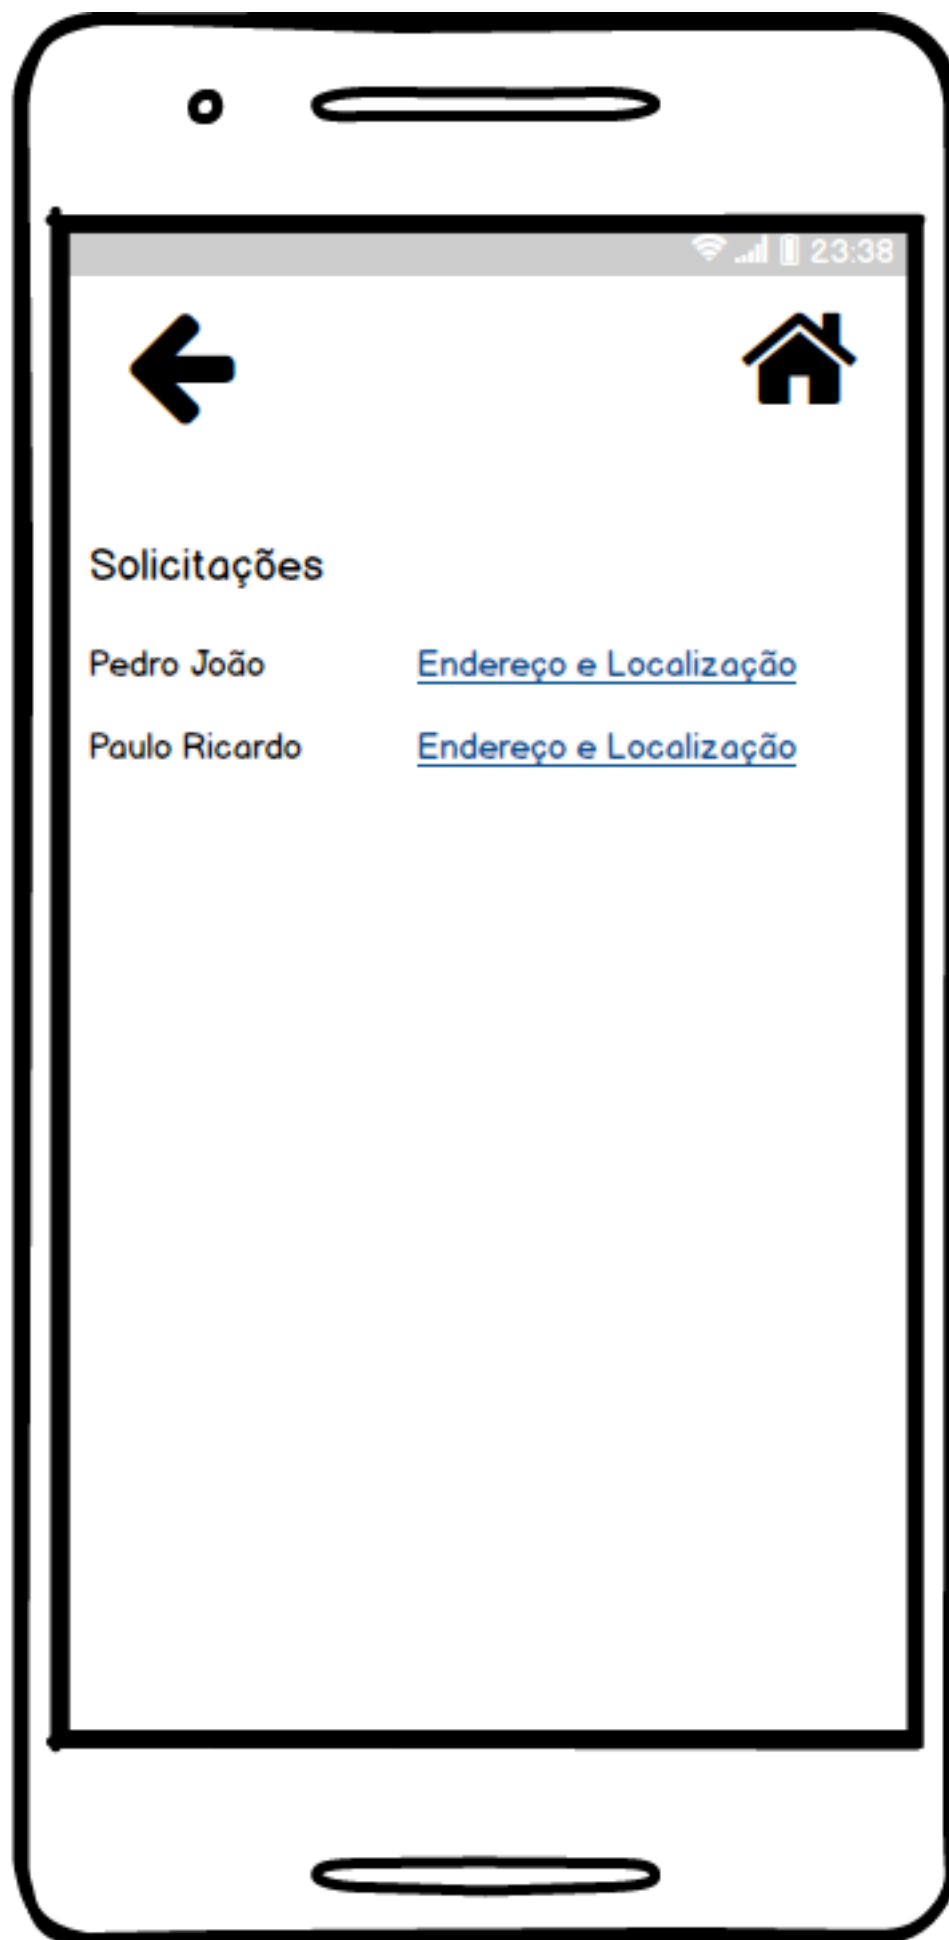 23:38
Solicitações
Pedro João Endereço e Localização
Paulo Ricardo Endereço e Localização